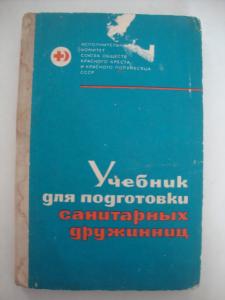 ИСПОЛНИТЕЛЬНЫЙ
КОМИТЕТ
СОЮЗА ОБЩЕСТВ
КРАСНОГО КРЕСТА
И КРАСНОГО ПОЛУМЕСЯЦА
СССР
Учебник
для подготовки
санитарных
дружинниц